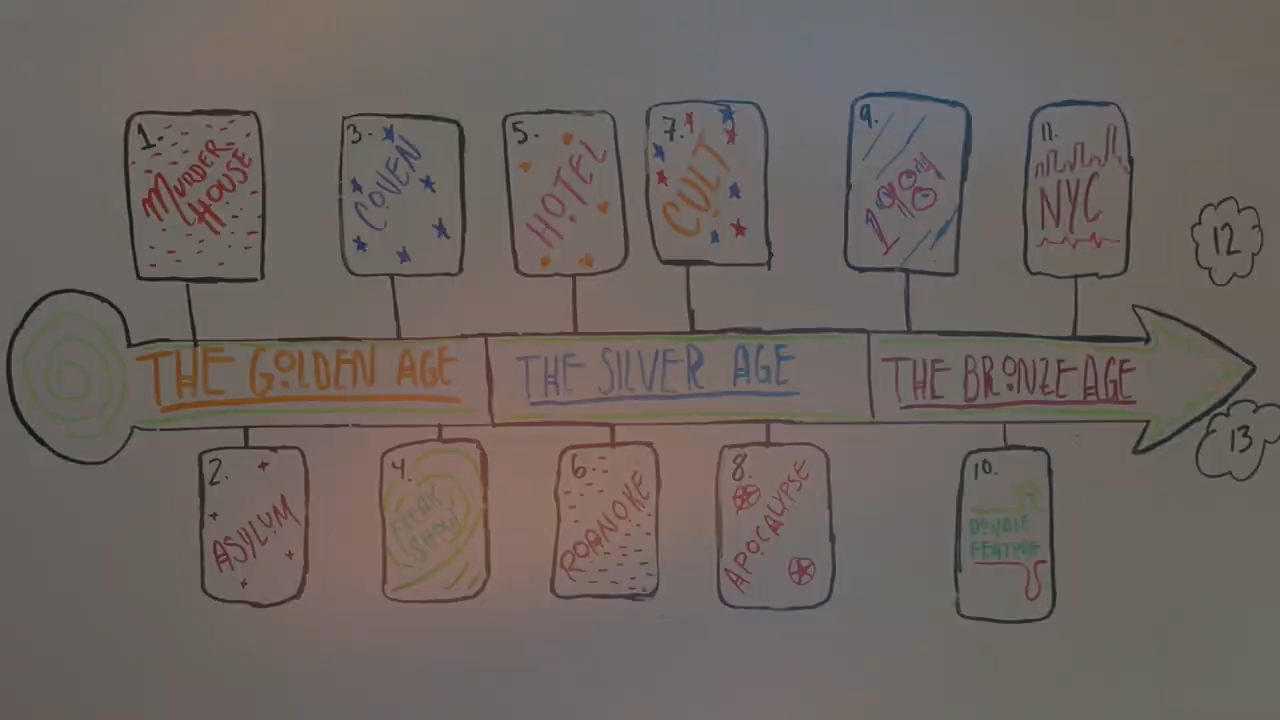 1.
MURDER
HOUSE
3.
COVEN
5.
HOTEL
7.
CULT
9.
1984
11.
NYC
12
THE GOLDEN AGE
THE SILVER AGE
THE BRONZE AGE
13
2.
ASYLUM
4.
FREAK
SHOW
6.
ROANOKE
8.
APOCALYPSE
10.
DOUBLE
FEATURE